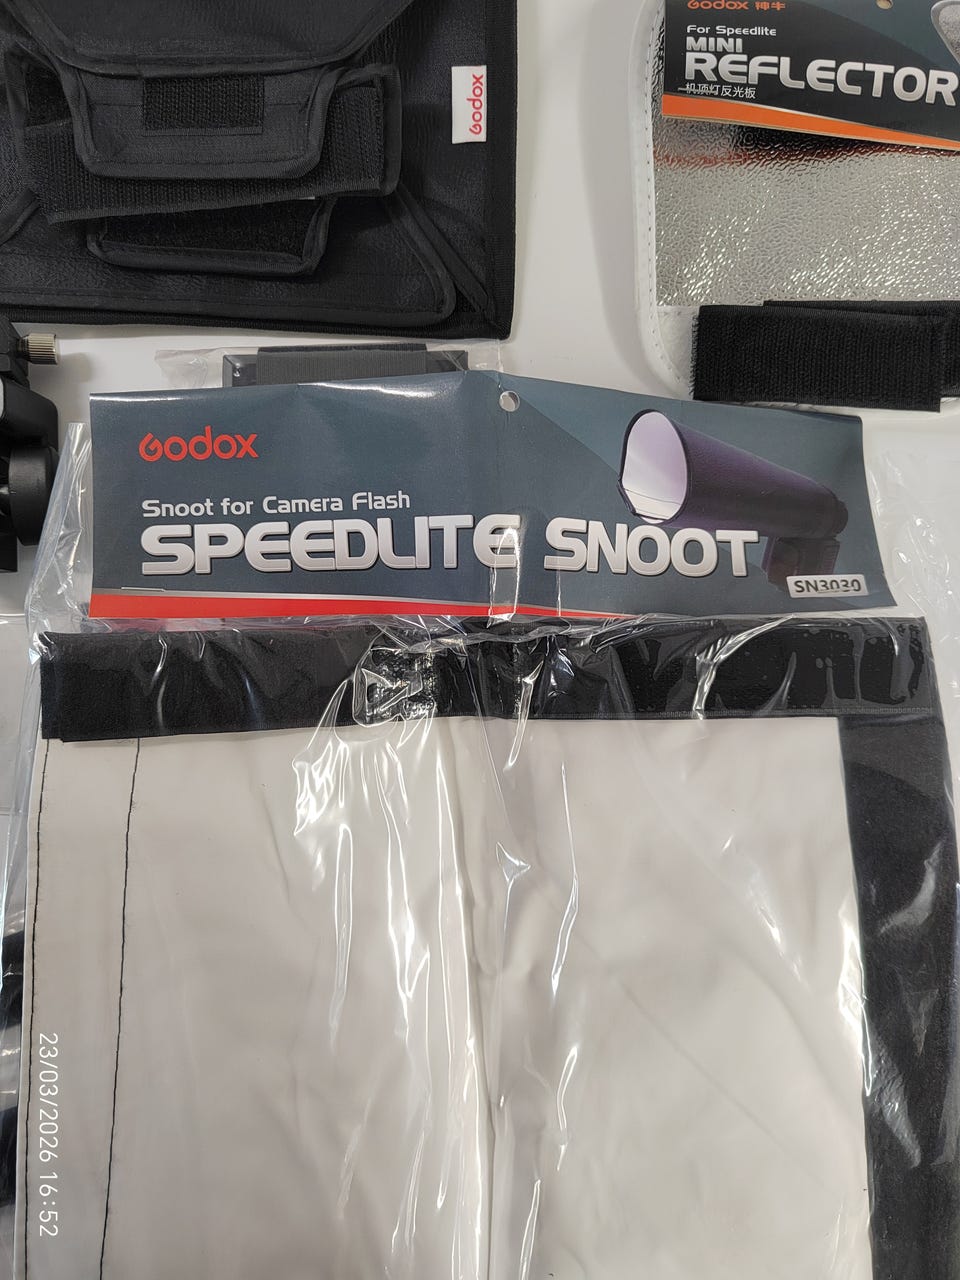 Godox
Godox 神牛
For Speedlite
MINI
REFLECTOR
机顶灯反光板
Godox
Snoot for Camera Flash
SPEEDLITE SNOOT
SN3030
23/03/2026 16:52